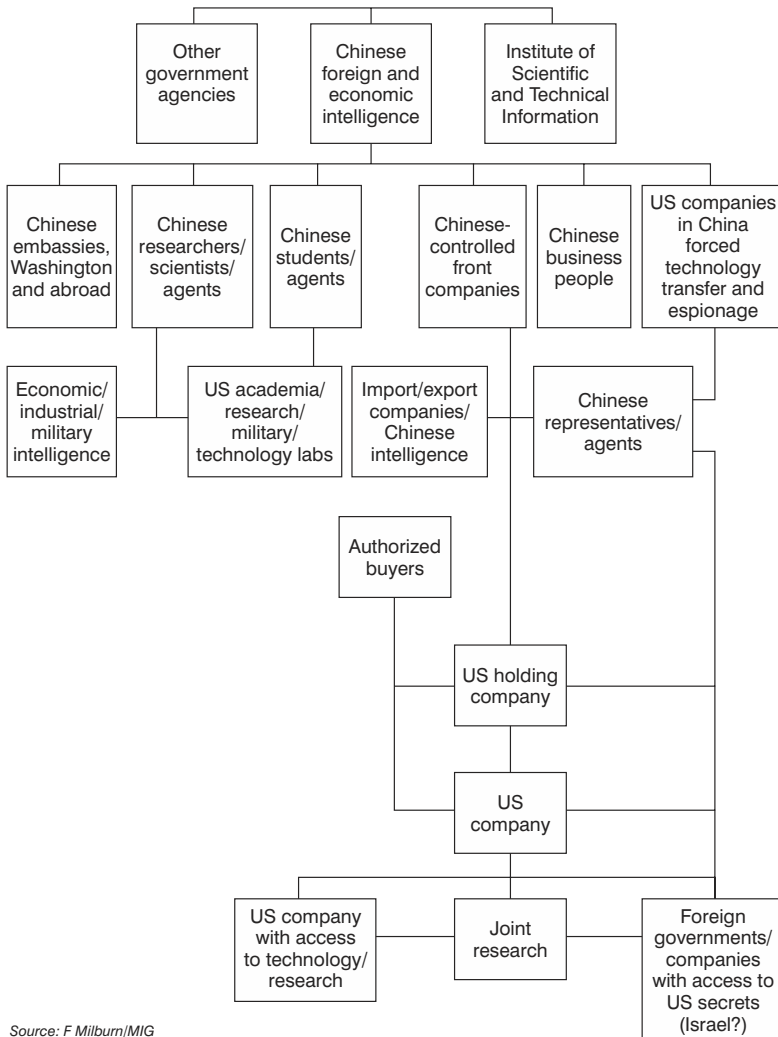 Other
government
agencies
Chinese
foreign and
economic
intelligence
Institute of
Scientific
and Technical
Information
Chinese
embassies,
Washington
and abroad
Chinese
researchers/
scientists/
agents
Chinese
students/
agents
Chinese-
controlled
front
companies
Chinese
business
people
US companies
in China
forced
technology
transfer and
espionage
Economic/
industrial/
military
intelligence
US academia/
research/
military/
technology labs
Import/export
companies/
Chinese
intelligence
Chinese
representatives/
agents
Authorized
buyers
US holding
company
US
company
US company
with access
to technology/
research
Joint
research
Foreign
governments/
companies
with access to
US secrets
(Israel?)
Source: F Milburn/MIG